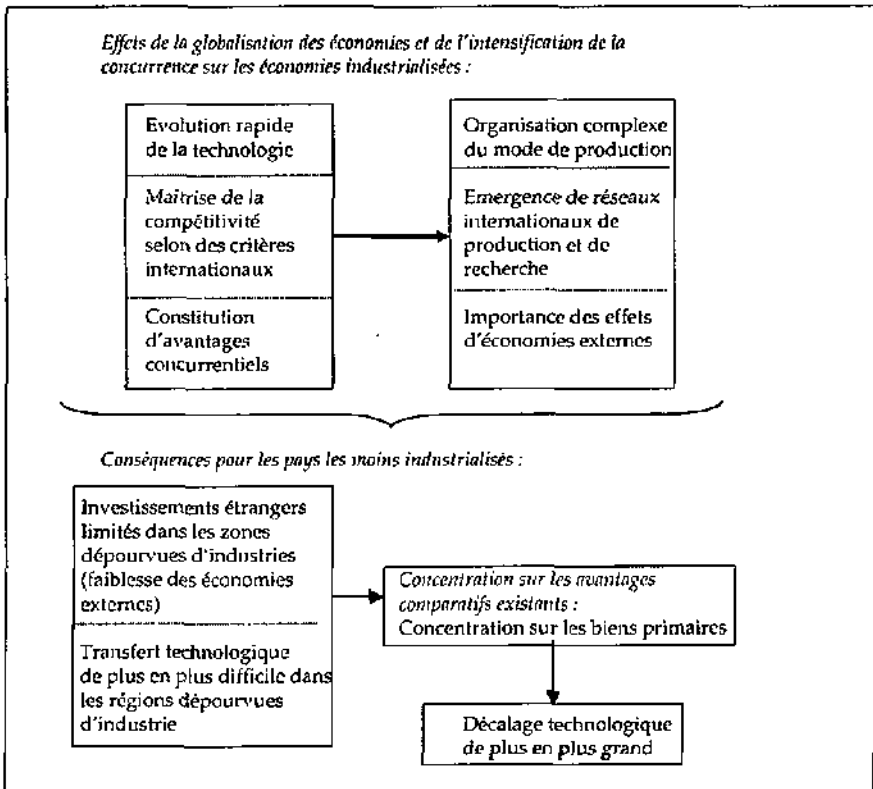 Effets de la globalisation des économies et de l'intensification de la
concurrence sur les économies industrialisées :
Evolution rapide
de la technologie
Maîtrise de la
compétitivité
selon des critères
internationaux
Constitution
d'avantages
concurrentiels
Organisation complexe
du mode de production
Emergence de réseaux
internationaux de
production et de
recherche
Importance des effets
d'économies externes
Conséquences pour les pays les moins industrialisés :
Investissements étrangers
limités dans les zones
dépourvues d'industries
(faiblesse des économies
externes)
Transfert technologique
de plus en plus difficile dans
les régions dépourvues
d'industrie
Concentration sur les avantages
comparatifs existants :
Concentration sur les biens primaires
Décalage technologique
de plus en plus grand